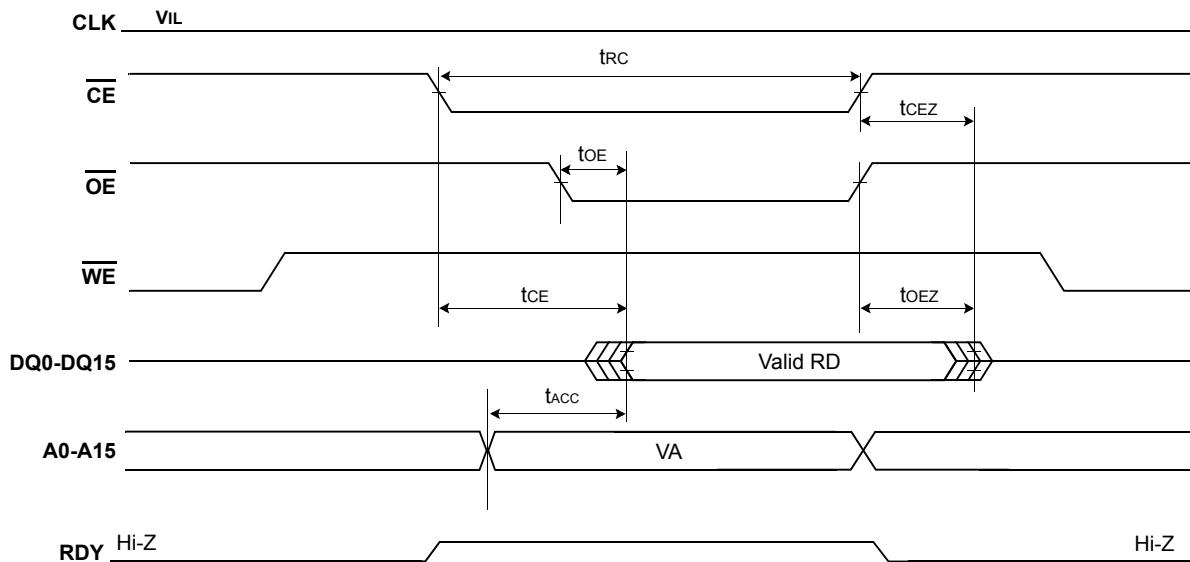 CLK VIL
tRC
CE
tCEZ
tOE
OE
WE
tCE
tOEZ
DQ0-DQ15 Valid RD
tACC
A0-A15 VA
RDY Hi-Z Hi-Z